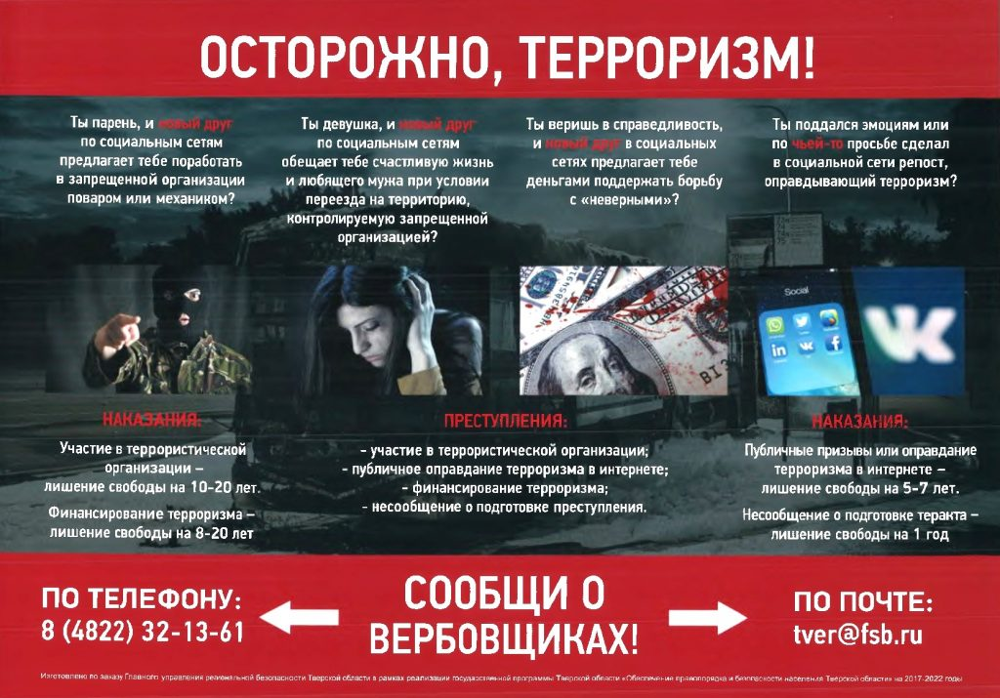 ОСТОРОЖНО, ТЕРРОРИЗМ!
Ты парень, и новый друг
по социальным сетям
предлагает тебе поработать
в запрещенной организации
поваром или механиком?
Ты девушка, и новый друг
по социальным сетям
обещает тебе счастливую жизнь
и любящего мужа при условии
переезда на территорию,
контролируемую запрещенной
организацией?
Ты веришь в справедливость,
и новый друг в социальных
сетях предлагает тебе
деньгами поддержать борьбу
с «неверными»?
Ты поддался эмоциям или
по чьей-то просьбе сделал
в социальной сети репост,
оправдывающий терроризм?
Social
НАКАЗАНИЯ:
Участие в террористической
организации –
лишение свободы на 10-20 лет.
Финансирование терроризма –
лишение свободы на 8-20 лет
ПРЕСТУПЛЕНИЯ:
- участие в террористической организации;
- публичное оправдание терроризма в интернете;
- финансирование терроризма;
- несообщение о подготовке преступления.
НАКАЗАНИЯ:
Публичные призывы или оправдание
терроризма в интернете –
лишение свободы на 5-7 лет.
Несообщение о подготовке теракта –
лишение свободы на 1 год
ПО ТЕЛЕФОНУ:
8 (4822) 32-13-61
СООБЩИ О
ВЕРБОВЩИКАХ!
ПО ПОЧТЕ:
tver@fsb.ru
Изготовлено по заказу Главного управления региональной безопасности Тверской области в рамках реализации государственной программы Тверской области «Обеспечение правопорядка и безопасности населения Тверской области» на 2017-2022 годы